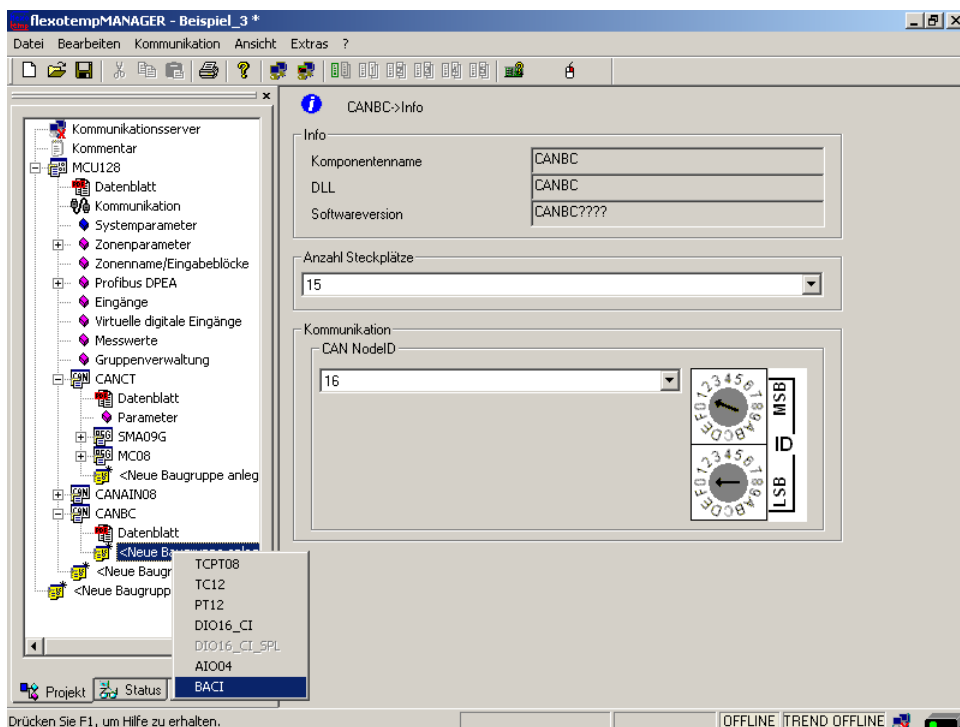 flexotempMANAGER - Beispiel_3 *
Datei Bearbeiten Kommunikation Ansicht Extras ?
Kommunikationsserver
Kommentar
MCU128
Datenblatt
Kommunikation
Systemparameter
Zonenparameter
Zonenname/Eingabeblöcke
Profibus DPEA
Eingänge
Virtuelle digitale Eingänge
Messwerte
Gruppenverwaltung
CANCT
Datenblatt
Parameter
SMA09G
MC08
<Neue Baugruppe anleg
CANAIN08
CANBC
Datenblatt
<Neue Baugruppe anleg
<Neue Baugr
<Neue Baugrupp
TCPT08
TC12
PT12
DIO16_CI
DIO16_CI_SPL
AIO04
BACI
Projekt Status
CANBC->Info
Info
Komponentenname CANBC
DLL CANBC
Softwareversion CANBC????
Anzahl Steckplätze
15
Kommunikation
CAN NodeID
16
MSB
ID
LSB
Drücken Sie F1, um Hilfe zu erhalten. OFFLINE TREND OFFLINE